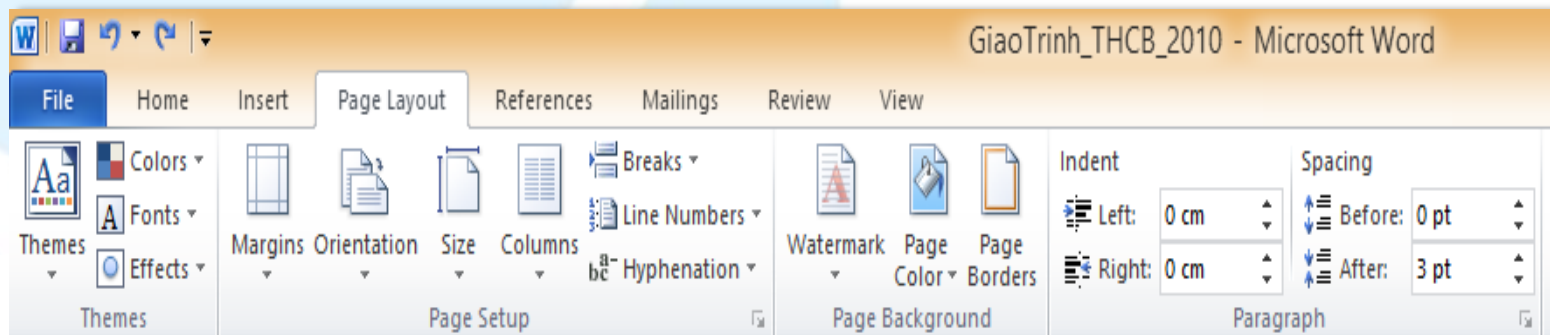 GiaoTrinh_THCB_2010 - Microsoft Word
File Home Insert Page Layout References Mailings Review View
Themes
Colors
Fonts
Effects
Themes
Margins
Orientation
Size
Columns
Breaks
Line Numbers
Hyphenation
Page Setup
Watermark
Page Color
Page Borders
Page Background
Indent
Left: 0 cm
Right: 0 cm
Spacing
Before: 0 pt
After: 3 pt
Paragraph